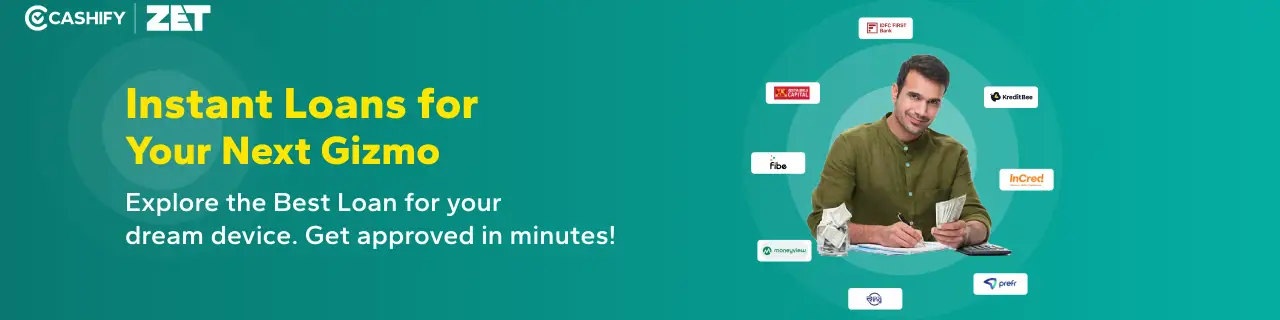 CASHIFY ZET
Instant Loans for
Your Next Gizmo
Explore the Best Loan for your
dream device. Get approved in minutes!
IDFC FIRST
Bank
CAPITAL
KreditBee
fibe
InCred
moneyview
prefr